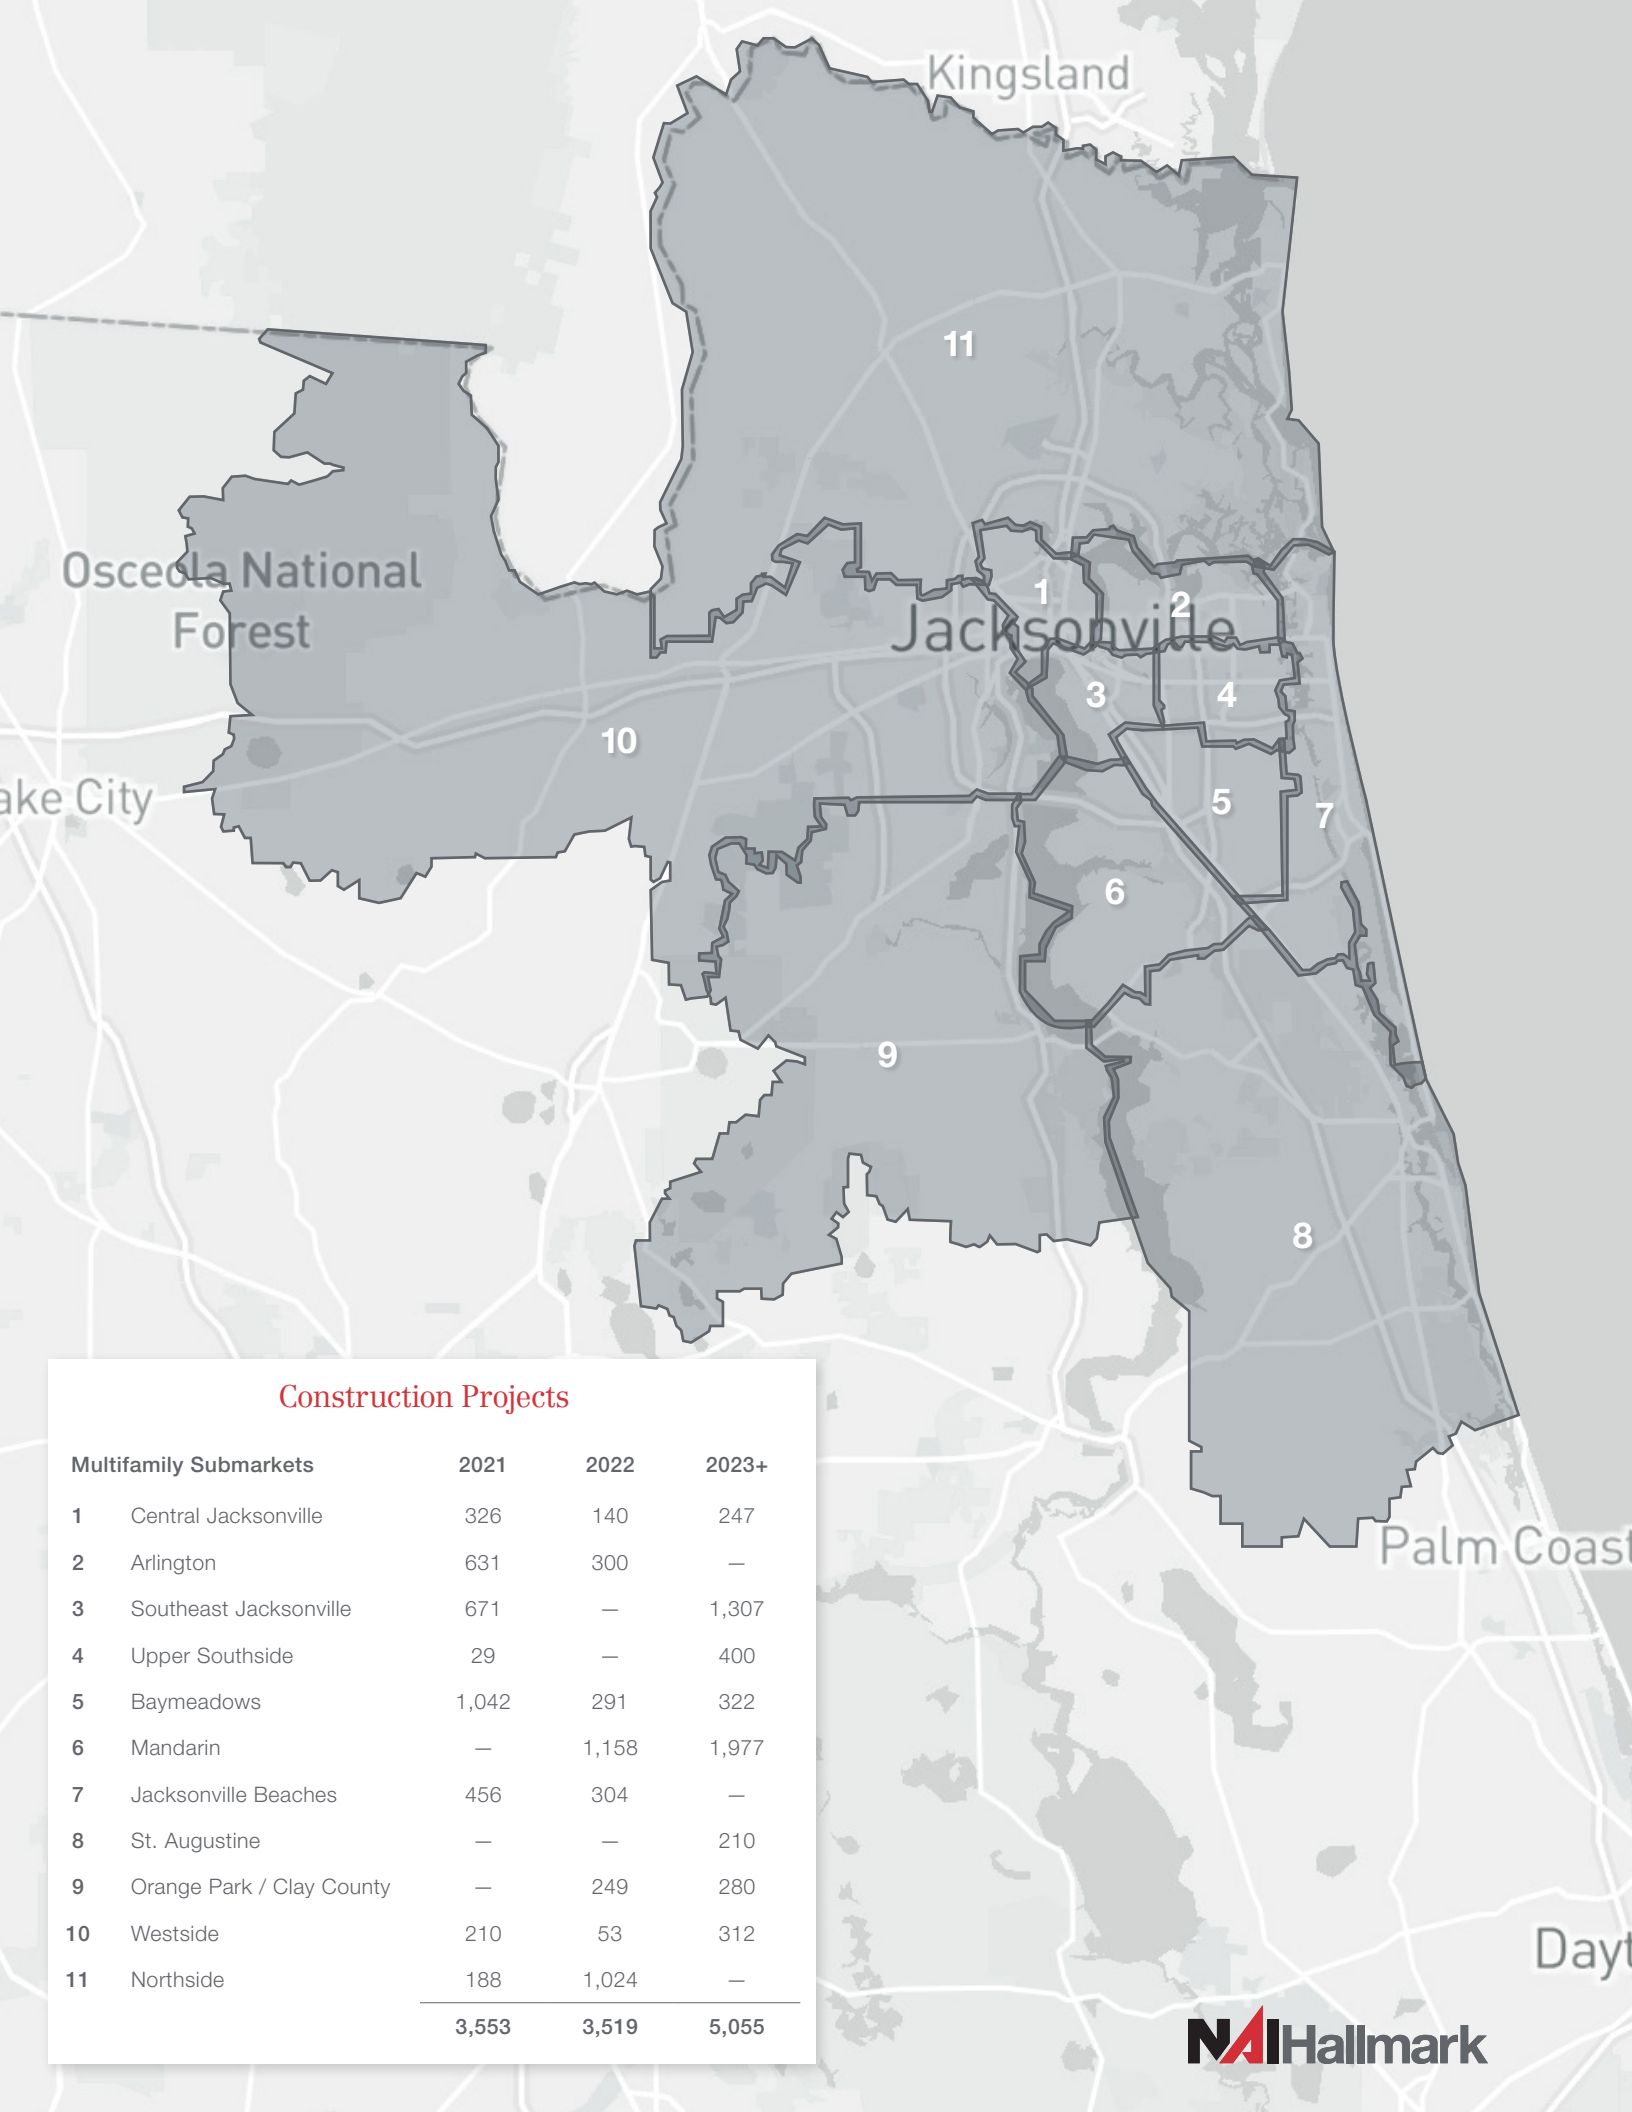 Kingsland
11
Osceola National
Forest
1
2
Jacksonville
3
4
10
ake City
5
7
6
9
8
Construction Projects
Multifamily Submarkets 2021 2022 2023+
1 Central Jacksonville 326 140 247
2 Arlington 631 300 —
3 Southeast Jacksonville 671 — 1,307
4 Upper Southside 29 — 400
5 Baymeadows 1,042 291 322
6 Mandarin — 1,158 1,977
7 Jacksonville Beaches 456 304 —
8 St. Augustine — — 210
9 Orange Park / Clay County — 249 280
10 Westside 210 53 312
11 Northside 188 1,024 —
3,553 3,519 5,055
Palm Coast
Dayt
NAIHallmark